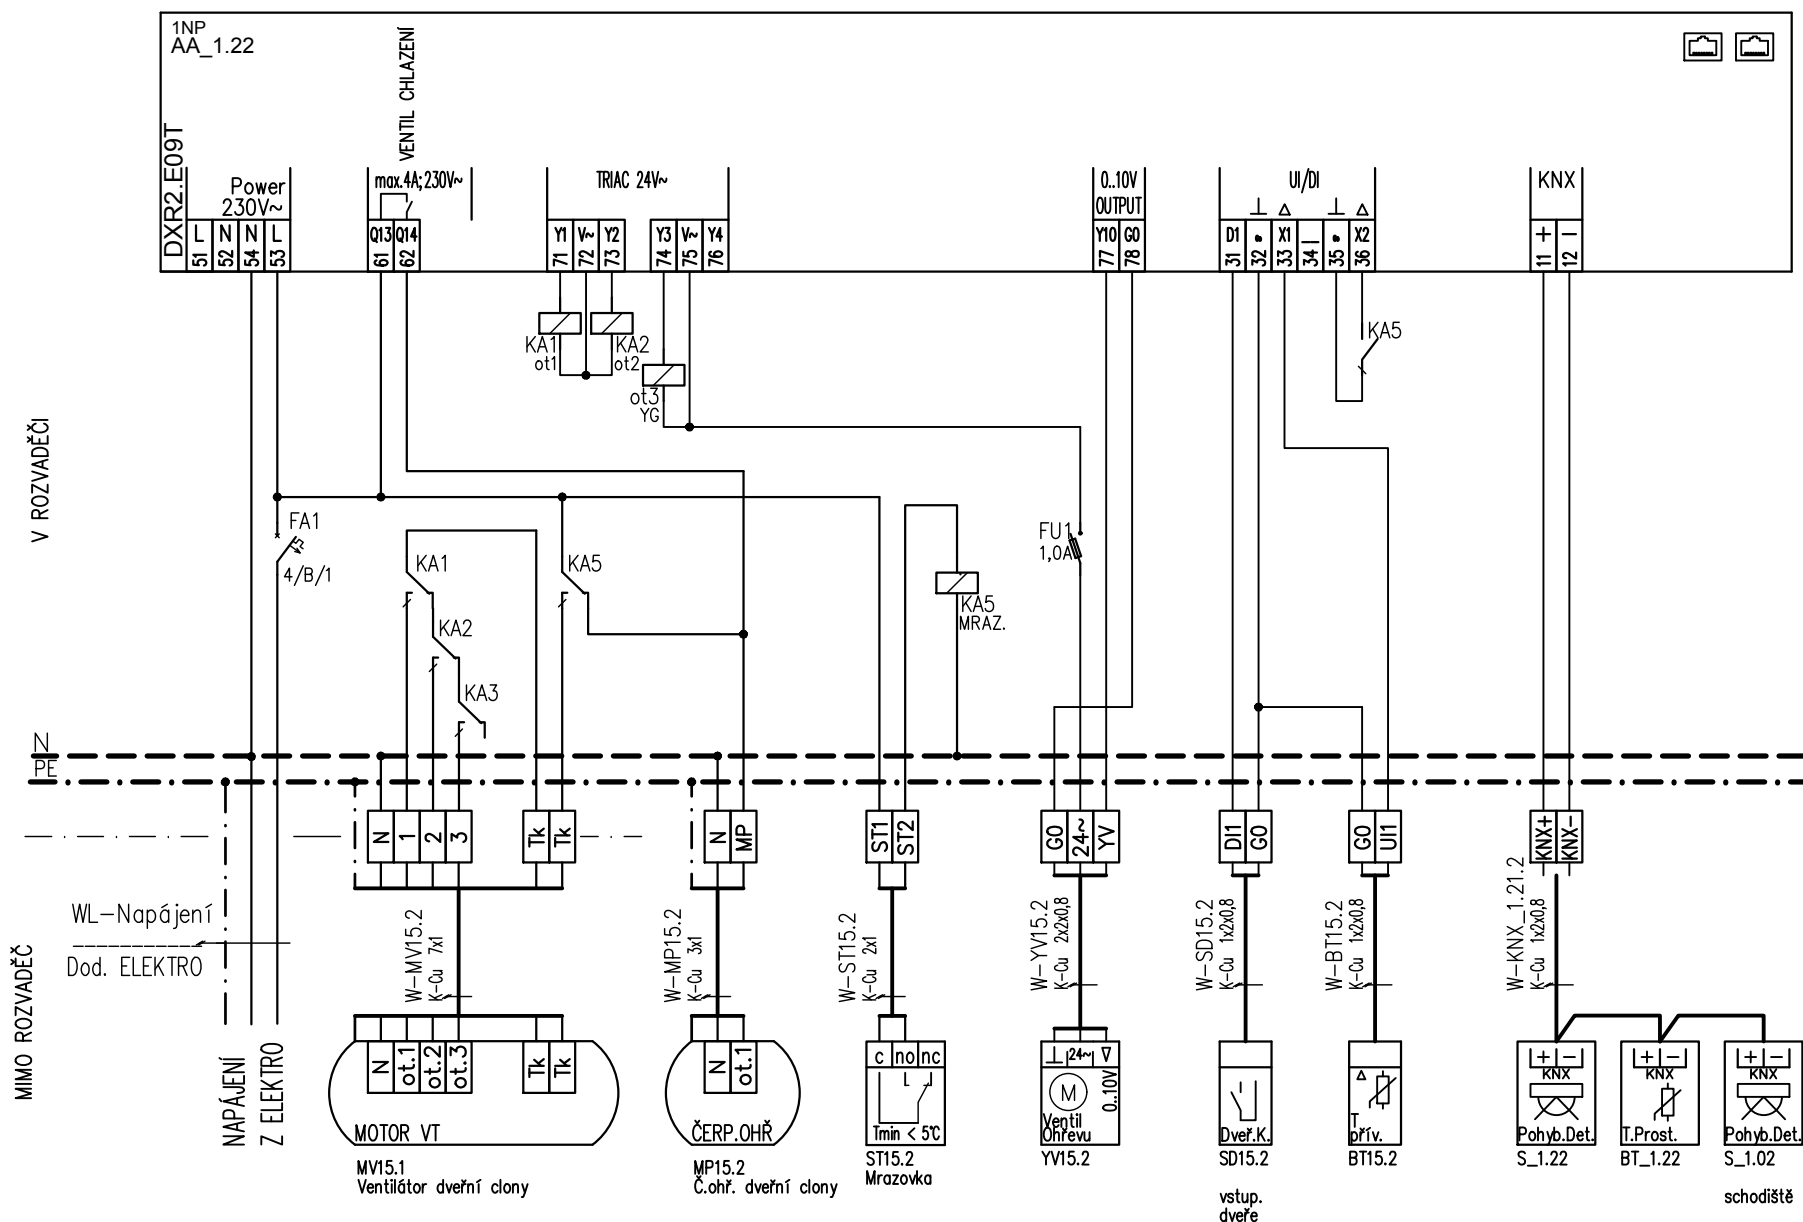 1NP
AA_1.22
DXR2.E09T
VENTIL CHLAZENÍ
Power
230V~
max.4A;230V~
TRIAC 24V~
0..10V
OUTPUT
UI/DI
KNX
L N N L
51 52 54 53
Q13 Q14
61 62
Y1 V~ Y2
71 72 73
Y3 V~ Y4
74 75 76
Y10 G0
77 78
D1 X1 X2
31 32 33 34 35 36
+ −
11 12
KA1
ot1
KA2
ot2
ot3
YG
KA5
V ROZVADĚČI
FA1
4/B/1
KA1
KA2
KA3
KA5
KA5
MRAZ.
FU1
1,0A
N
PE
N 1 2 3 Tk Tk
N MP
ST1 ST2
GO 24~ YV
DI1 GO
GO UI1
KNX+ KNX-
MIMO ROZVADĚČ
WL-Napájení
Dod. ELEKTRO
NAPÁJENÍ
Z ELEKTRO
W-MV15.2
K-Cu 7x1
W-MP15.2
K-Cu 3x1
W-ST15.2
K-Cu 2x1
W-YV15.2
K-Cu 2x2x0,8
W-SD15.2
K-Cu 1x2x0,8
W-BT15.2
K-Cu 1x2x0,8
W-KNX_1.21.2
K-Cu 1x2x0,8
N ot.1 ot.2 ot.3 Tk Tk
MOTOR VT
MV15.1
Ventilátor dveřní clony
N ot.1
ČERP.OHŘ
MP15.2
Č.ohř. dveřní clony
c no nc
Tmin < 5°C
ST15.2
Mrazovka
24~
0..10V
M
Ventil
Ohřevu
YV15.2
Dveř.K.
SD15.2
vstup.
dveře
T
přív.
BT15.2
+ −
KNX
Pohyb.Det.
S_1.22
+ −
KNX
T.Prost.
BT_1.22
+ −
KNX
Pohyb.Det.
S_1.02
schodiště